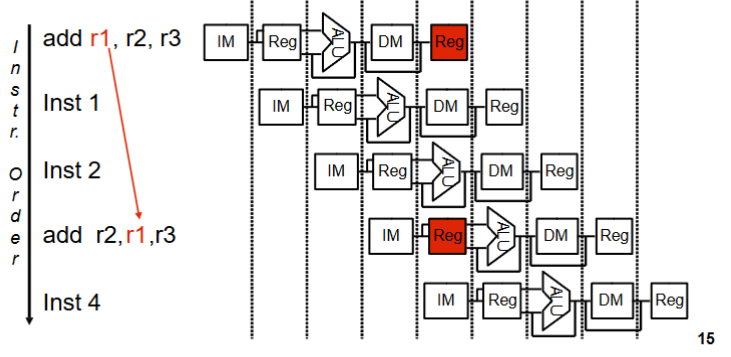 Instr. Order
add r1, r2, r3
IM Reg ALU DM Reg
Inst 1
IM Reg ALU DM Reg
Inst 2
IM Reg ALU DM Reg
add r2,r1,r3
IM Reg ALU DM Reg
Inst 4
IM Reg ALU DM Reg
15